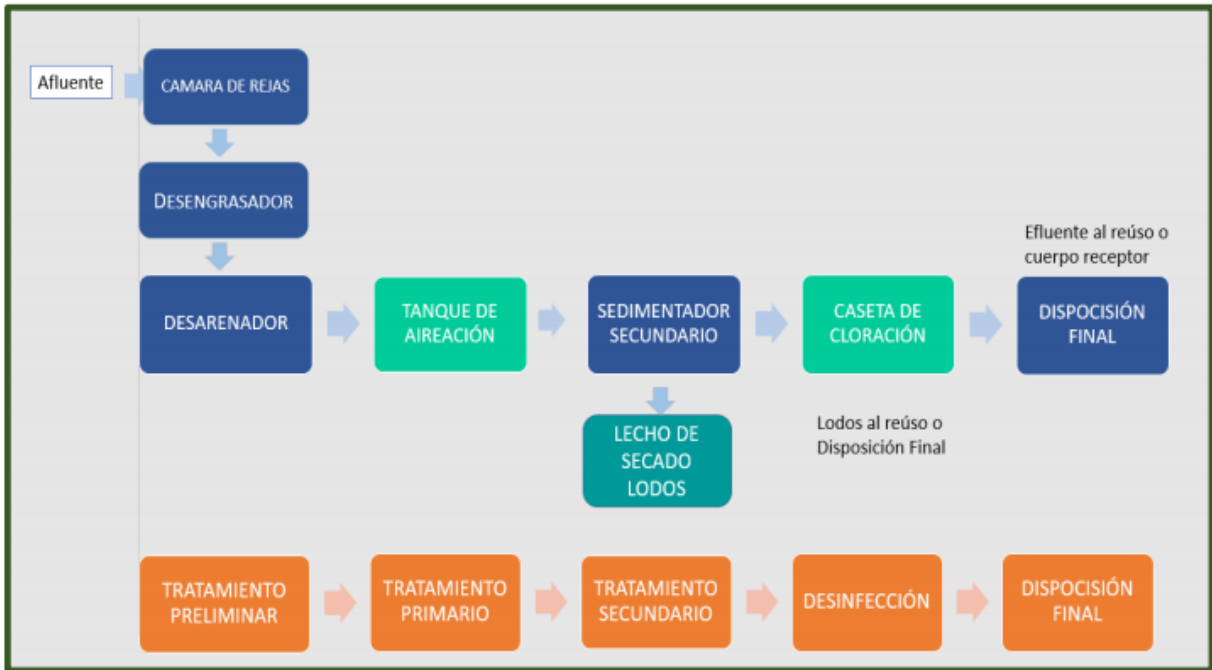 Afluente
CAMARA DE REJAS
DESENGRASADOR
Efluente al reúso o
cuerpo receptor
DESARENADOR
TANQUE DE
AIREACIÓN
SEDIMENTADOR
SECUNDARIO
CASETA DE
CLORACIÓN
DISPOCISIÓN
FINAL
LECHO DE
SECADO
LODOS
Lodos al reúso o
Disposición Final
TRATAMIENTO
PRELIMINAR
TRATAMIENTO
PRIMARIO
TRATAMIENTO
SECUNDARIO
DESINFECCIÓN
DISPOCISIÓN
FINAL